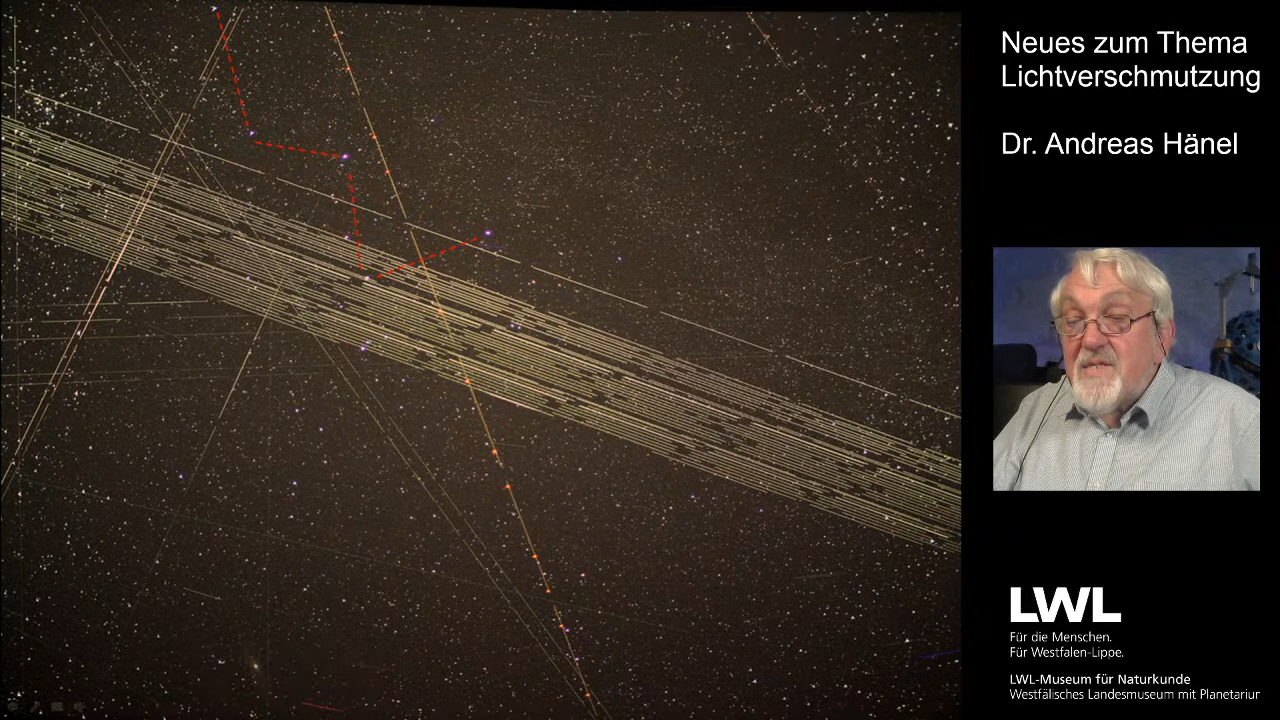 Neues zum Thema
Lichtverschmutzung
Dr. Andreas Hänel
LWL
Für die Menschen.
Für Westfalen-Lippe.
LWL-Museum für Naturkunde
Westfälisches Landesmuseum mit Planetariur